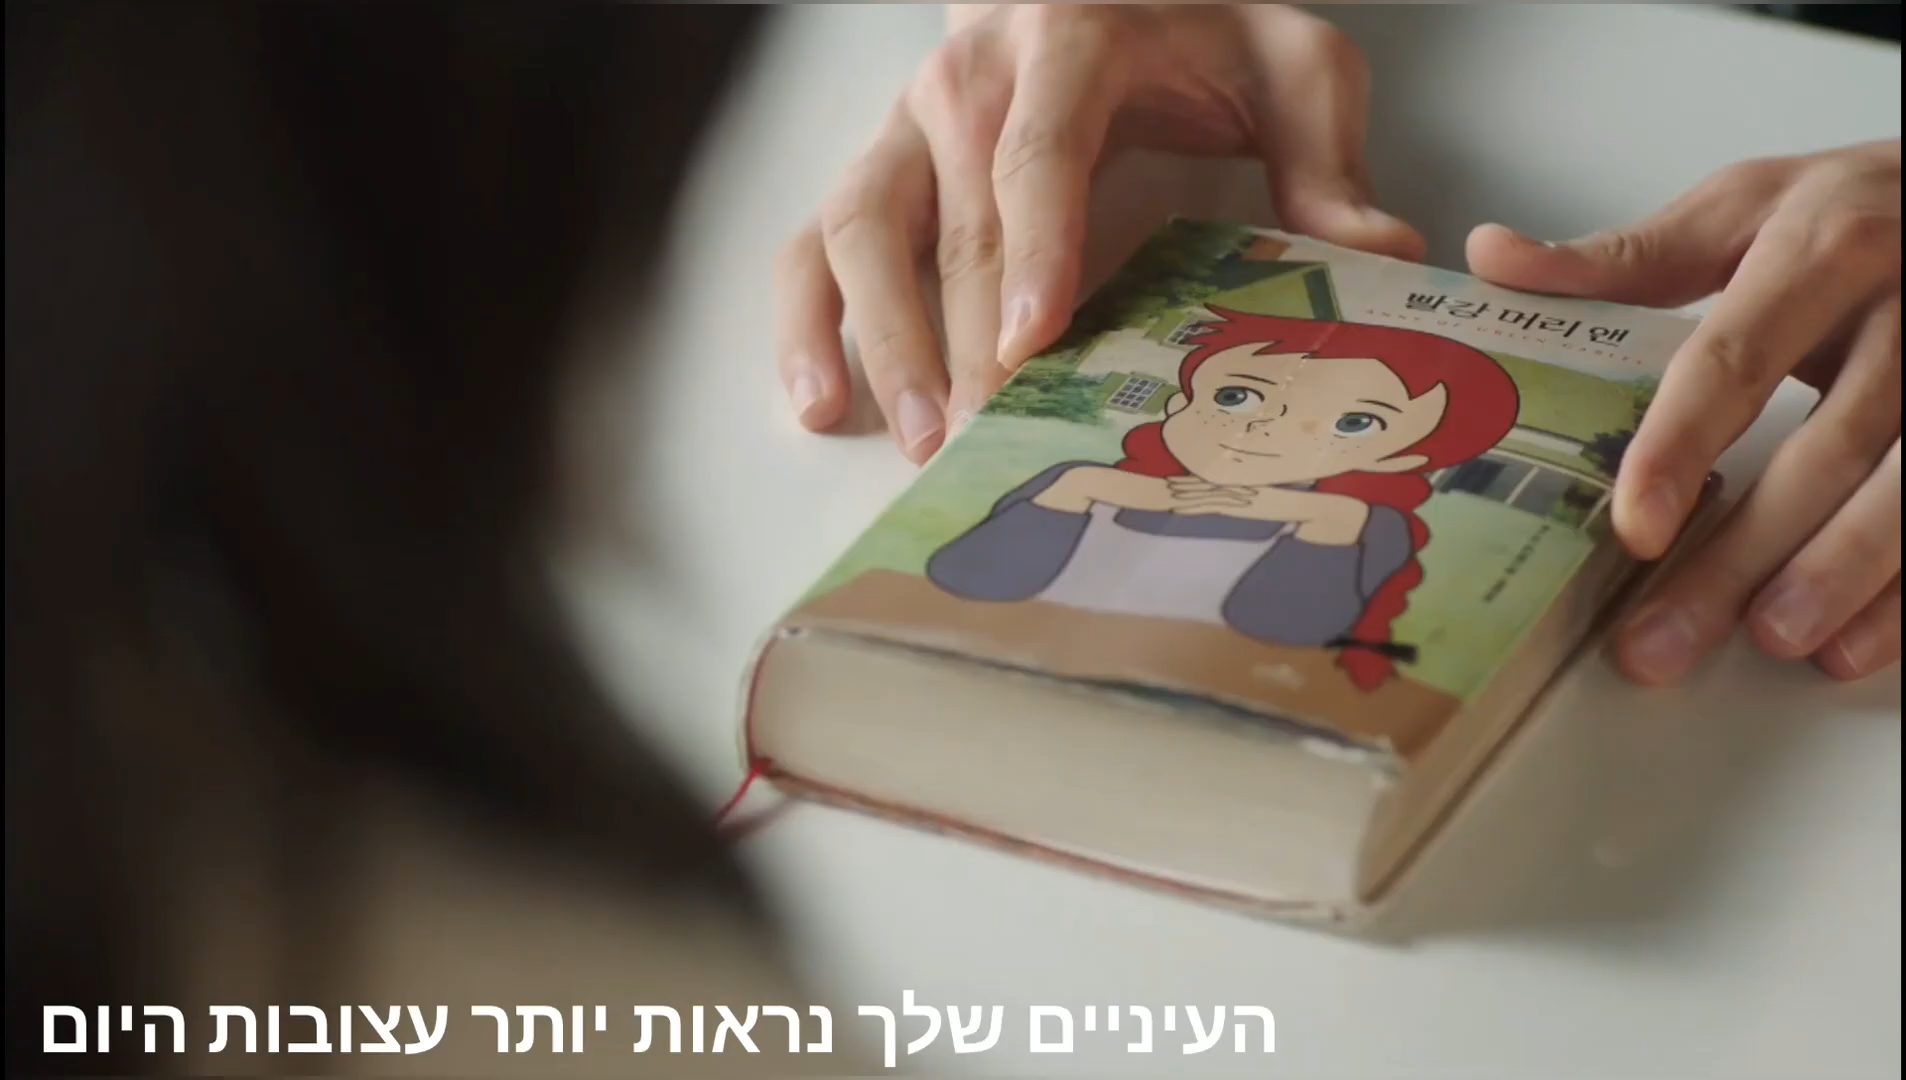 빨강 머리 앤
ANNE OF GREEN GABLES
העיניים שלך נראות יותר עצובות היום